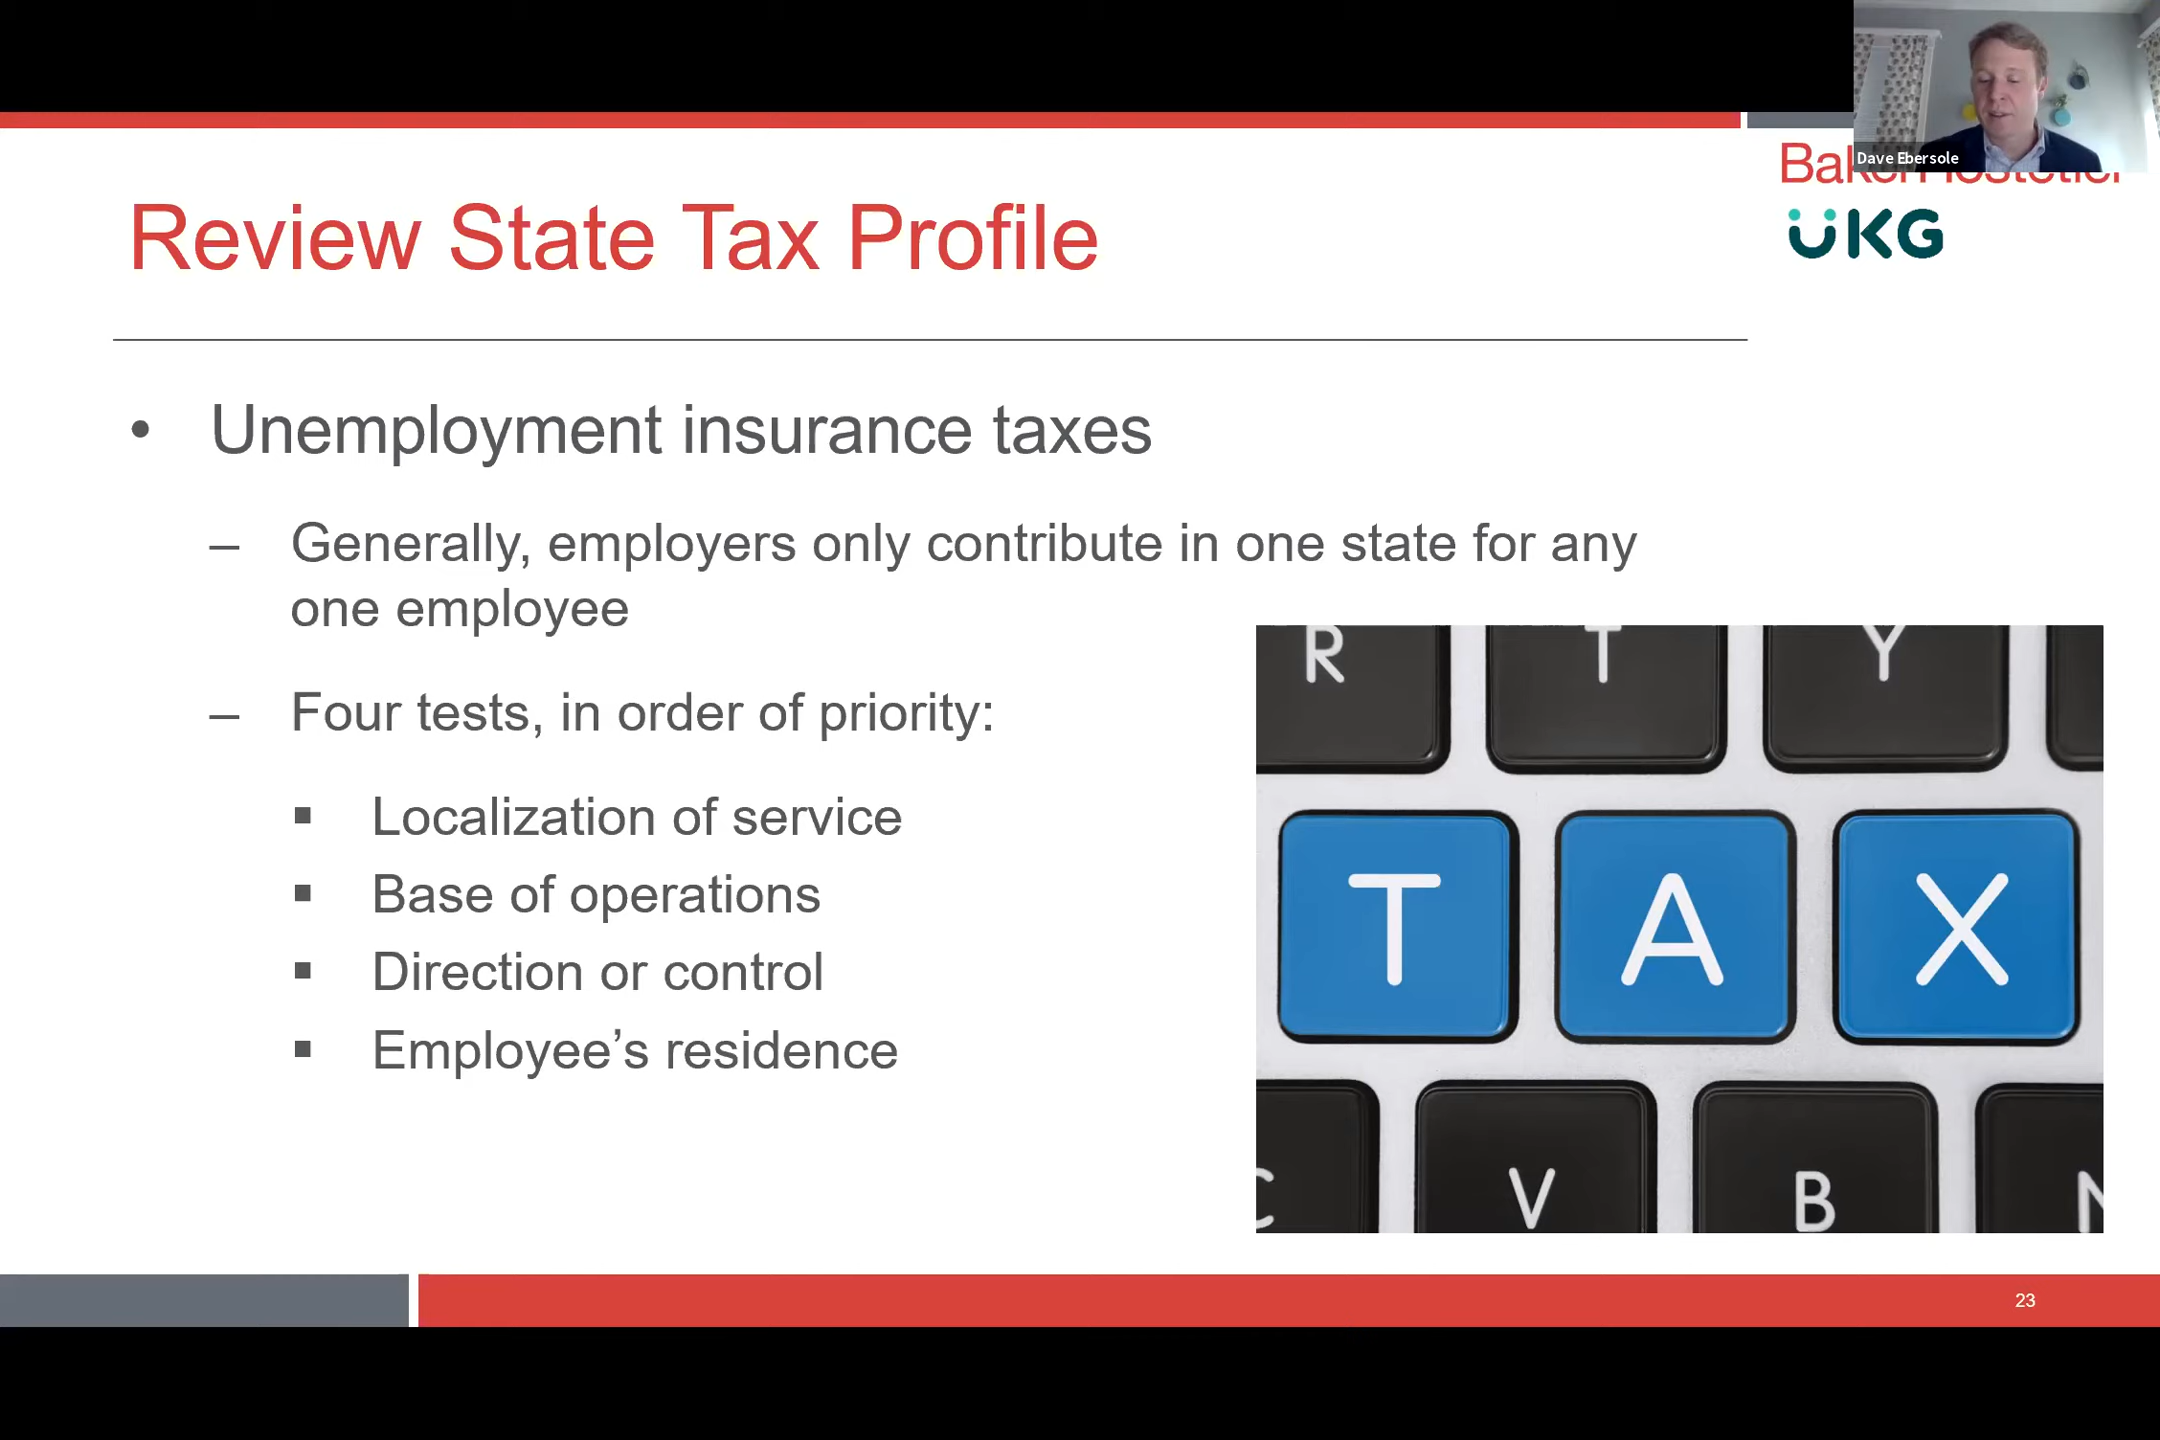 Dave Ebersole
UKG
Review State Tax Profile
• Unemployment insurance taxes
– Generally, employers only contribute in one state for any
one employee
– Four tests, in order of priority:
▪ Localization of service
▪ Base of operations
▪ Direction or control
▪ Employee’s residence
R T Y
T A X
C V B N
23